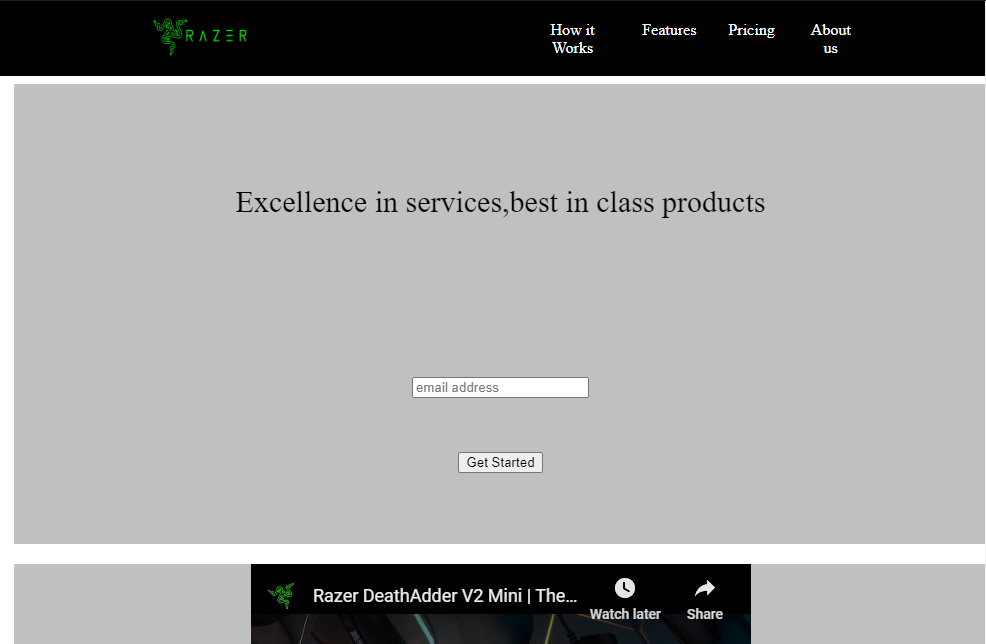 RAZER
How it
Works
Features
Pricing
About
us
Excellence in services,best in class products
email address
Get Started
Razer DeathAdder V2 Mini | The...
Watch later
Share